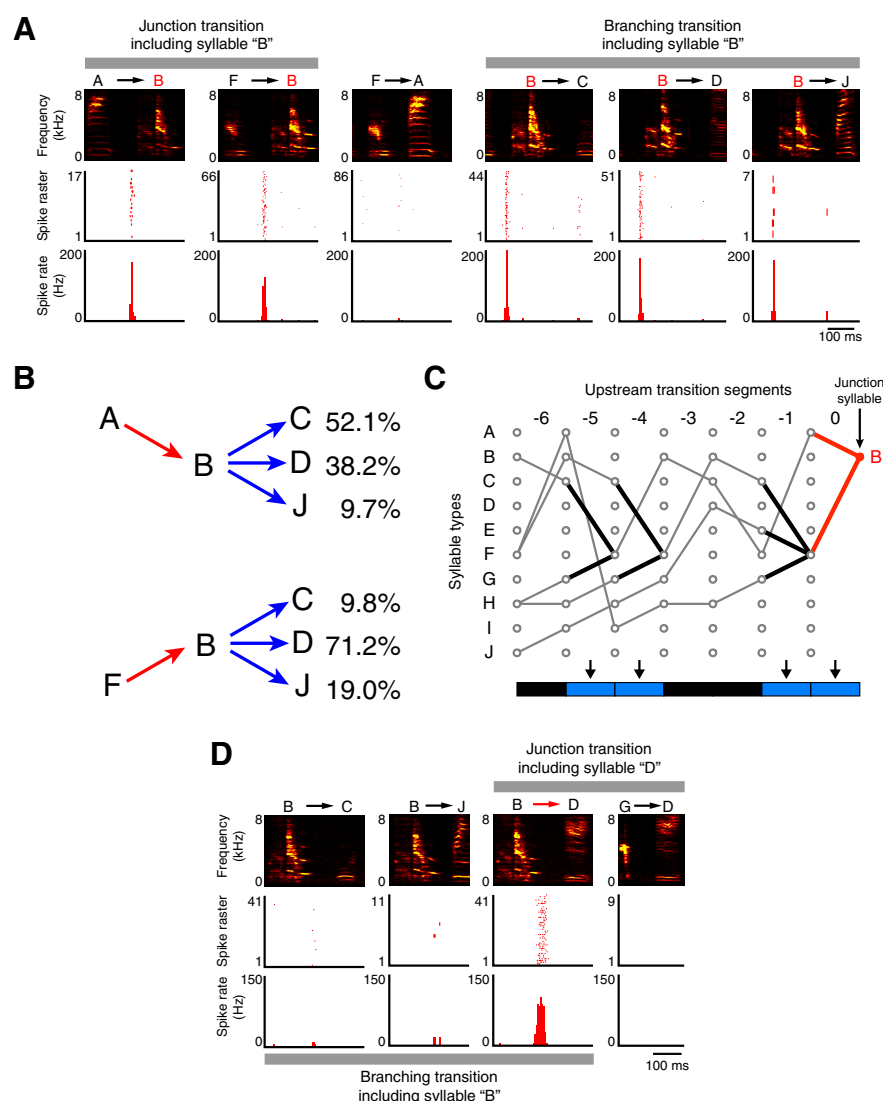 A
Junction transition
including syllable “B”
Branching transition
including syllable “B”
A B
F B
F A
B C
B D
B J
Frequency
(kHz)
8
0
8
0
8
0
8
0
8
0
8
0
Spike raster
17
1
66
1
86
1
44
1
51
1
7
1
Spike rate
(Hz)
200
0
200
0
200
0
200
0
200
0
200
0
100 ms
B
A
B
C 52.1%
D 38.2%
J 9.7%
F
B
C 9.8%
D 71.2%
J 19.0%
C
Upstream transition segments
Junction
syllable
-6 -5 -4 -3 -2 -1 0
Syllable types
A
B
C
D
E
F
G
H
I
J
B
D
Junction transition
including syllable “D”
B C
B J
B D
G D
Frequency
(kHz)
8
0
8
0
8
0
8
0
Spike raster
41
1
11
1
41
1
9
1
Spike rate
(Hz)
150
0
150
0
150
0
150
0
100 ms
Branching transition
including syllable “B”